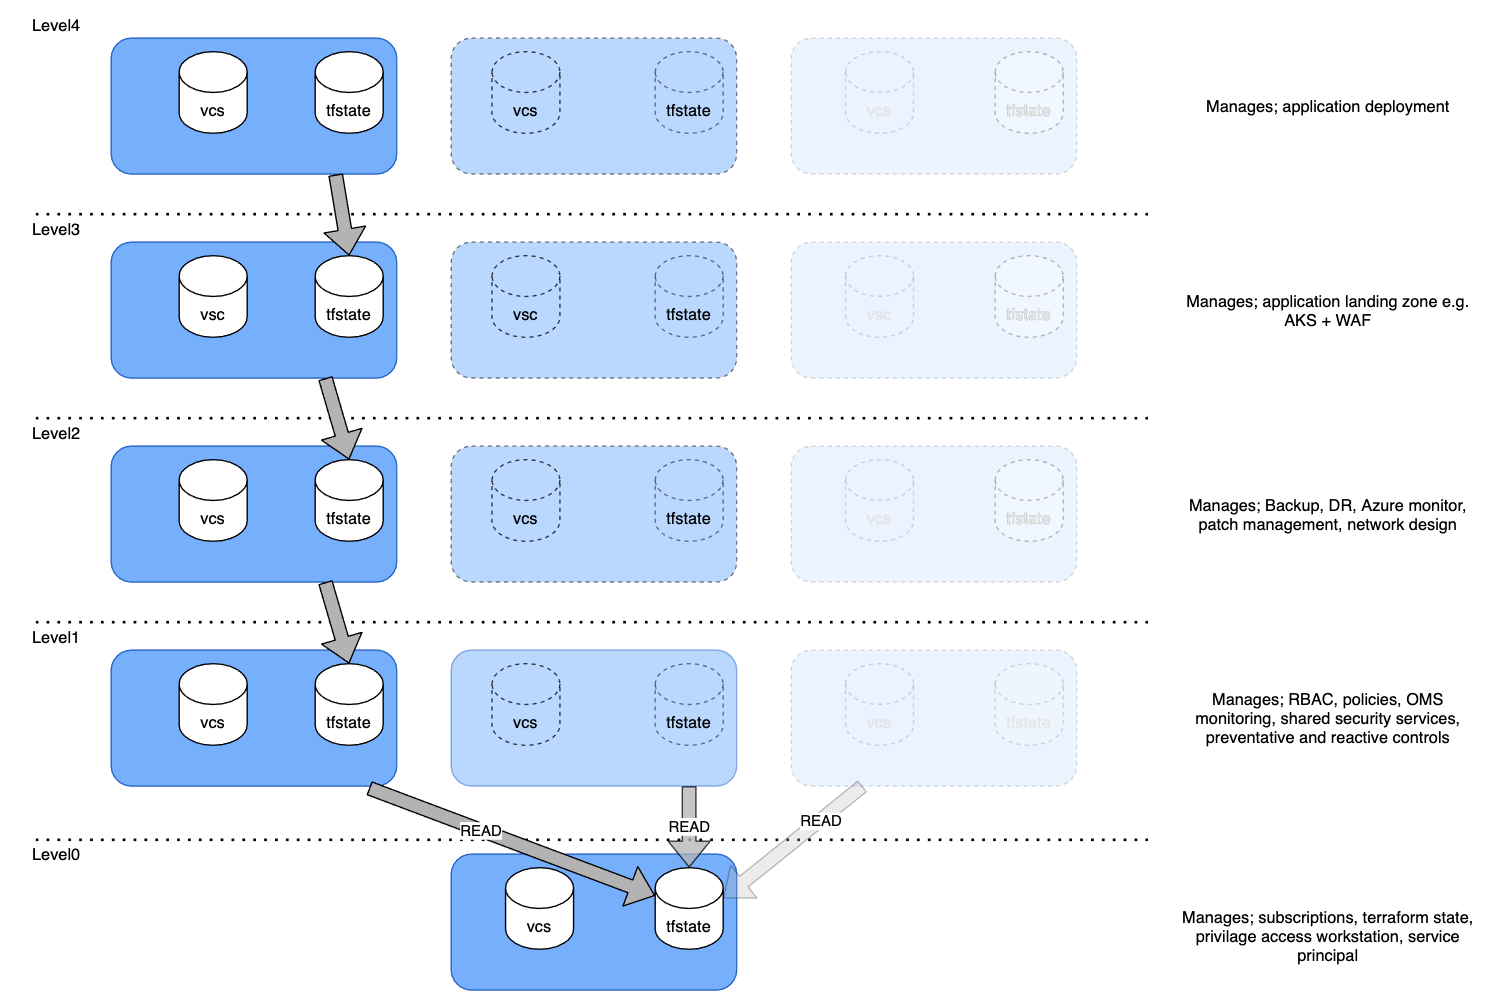 Level4
vcs
tfstate
vcs
tfstate
vcs
tfstate
Manages; application deployment
Level3
vsc
tfstate
vsc
tfstate
vsc
tfstate
Manages; application landing zone e.g.
AKS + WAF
Level2
vcs
tfstate
vcs
tfstate
vcs
tfstate
Manages; Backup, DR, Azure monitor,
patch management, network design
Level1
vcs
tfstate
vcs
tfstate
vcs
tfstate
Manages; RBAC, policies, OMS
monitoring, shared security services,
preventative and reactive controls
READ
READ
READ
Level0
vcs
tfstate
Manages; subscriptions, terraform state,
privilage access workstation, service
principal